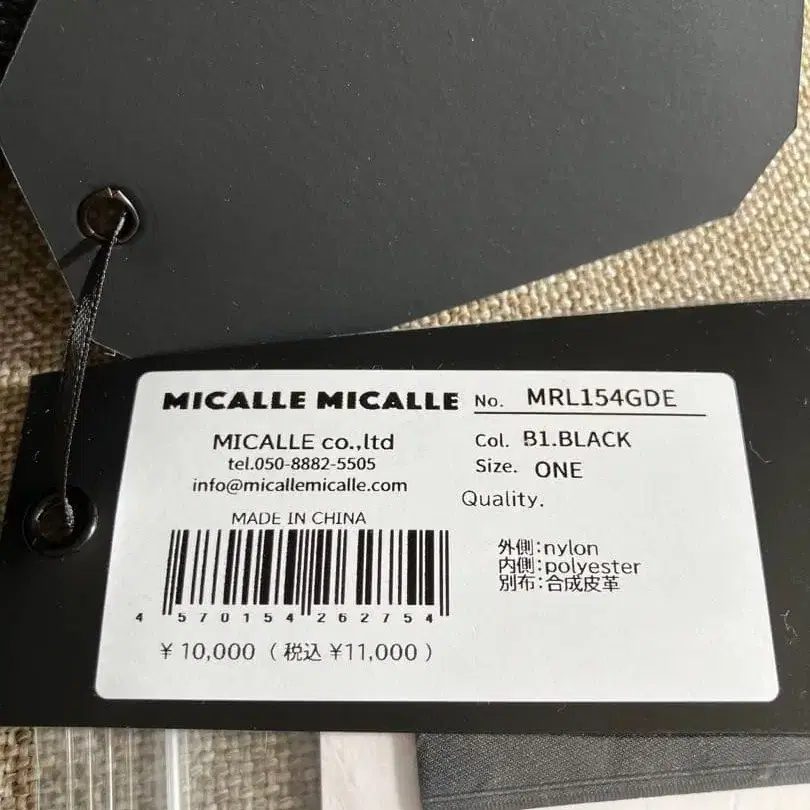 MICALLE MICALLE
MICALLE co.,ltd
tel.050-8882-5505
info@micallemicalle.com
MADE IN CHINA
4 570154 262754
¥ 10,000 ( 税込 ¥11,000 )
No. MRL154GDE
Col. B1.BLACK
Size. ONE
Quality.
外側:nylon
内側:polyester
別布:合成皮革